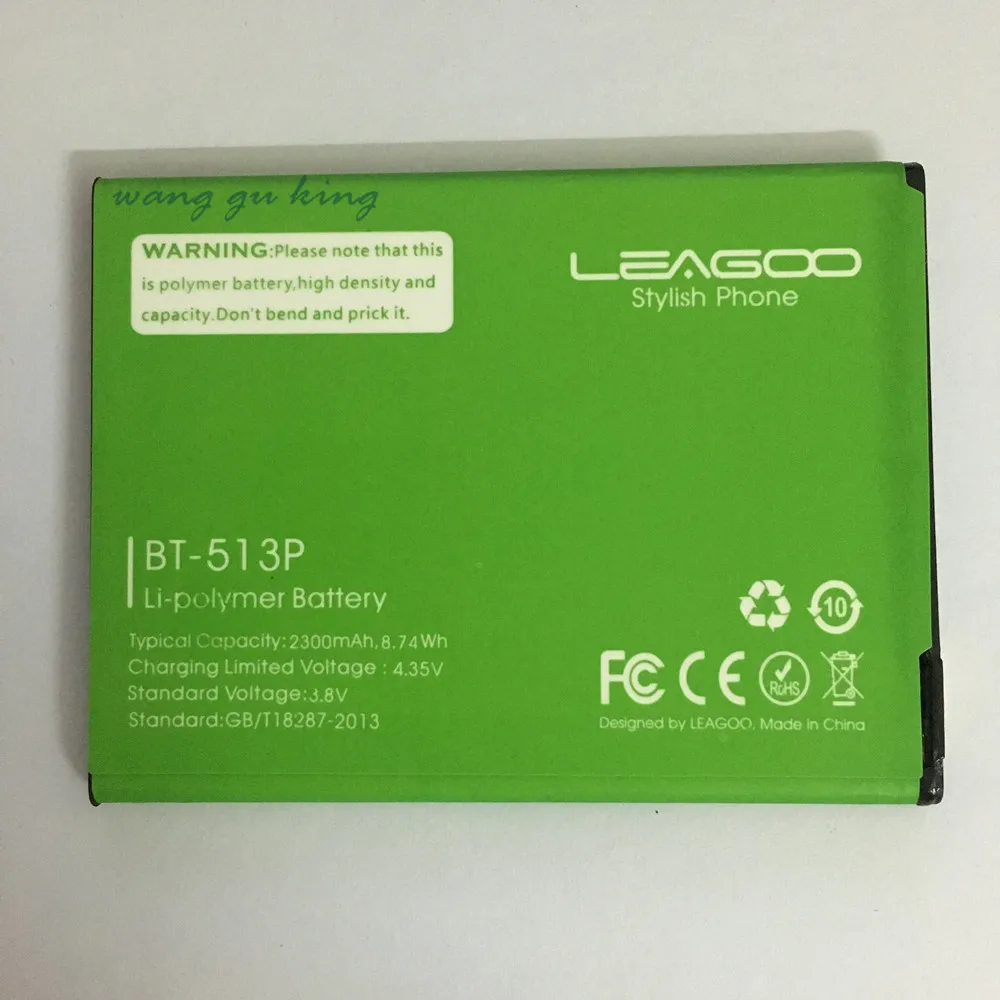 wang gu king
WARNING:Please note that this
is polymer battery,high density and
capacity.Don't bend and prick it.
LEAGOO
Stylish Phone
BT-513P
Li-polymer Battery
Typical Capacity:2300mAh,8.74Wh
Charging Limited Voltage : 4.35V
Standard Voltage:3.8V
Standard:GB/T18287-2013
10
FC CE RoHS
Designed by LEAGOO, Made in China